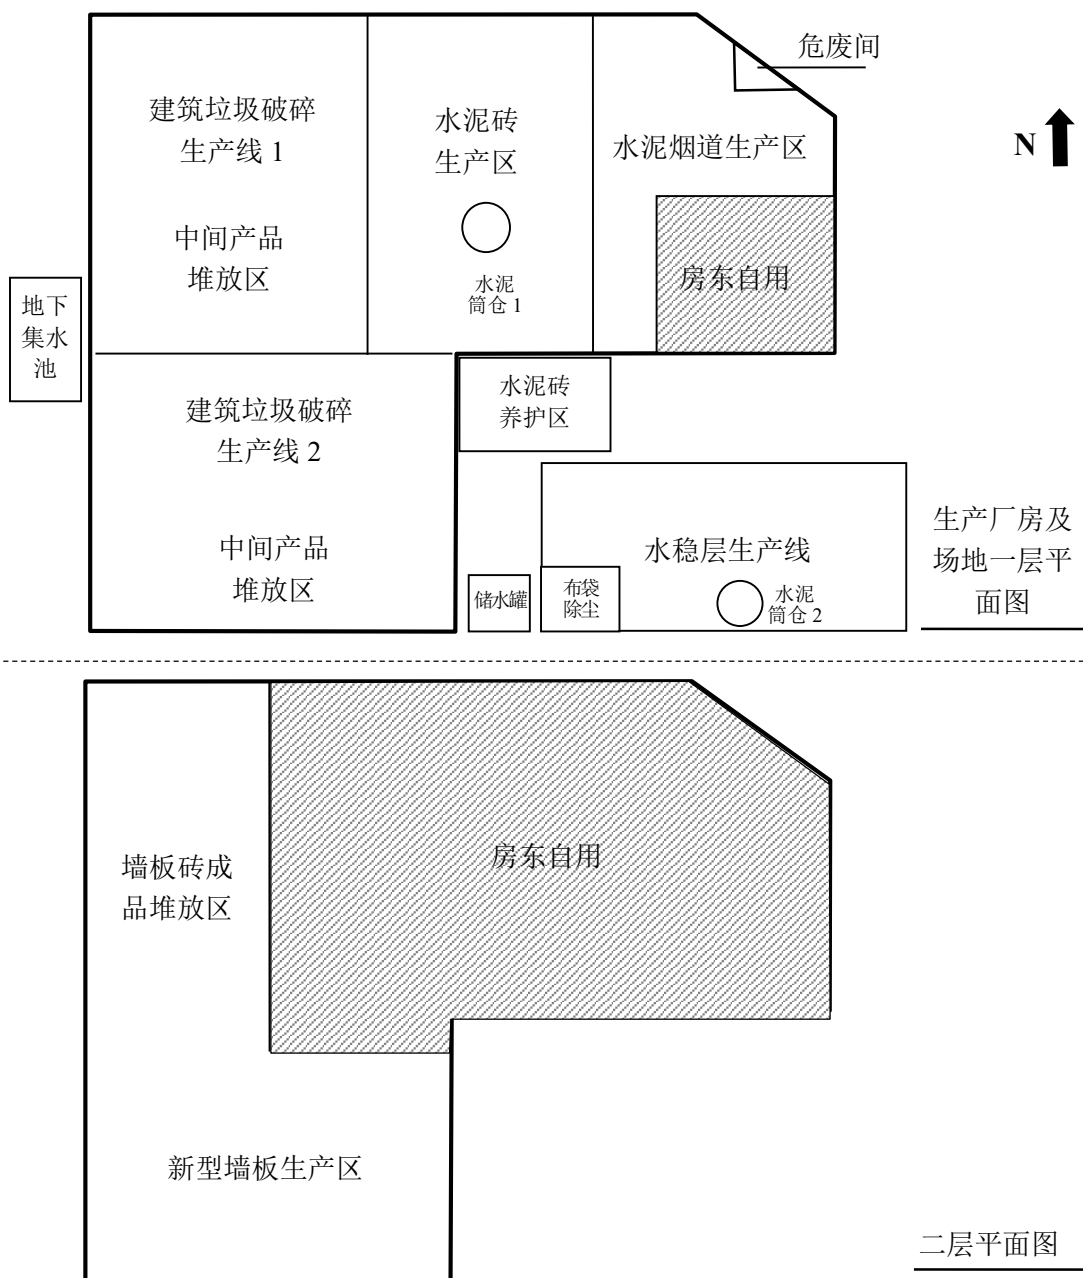 危废间
建筑垃圾破碎
生产线 1
水泥砖
生产区
水泥烟道生产区
N
中间产品
堆放区
水泥
筒仓 1
房东自用
地下
集水
池
建筑垃圾破碎
生产线 2
水泥砖
养护区
中间产品
堆放区
储水罐
布袋
除尘
水稳层生产线
水泥
筒仓 2
生产厂房及
场地一层平
面图
墙板砖成
品堆放区
房东自用
新型墙板生产区
二层平面图